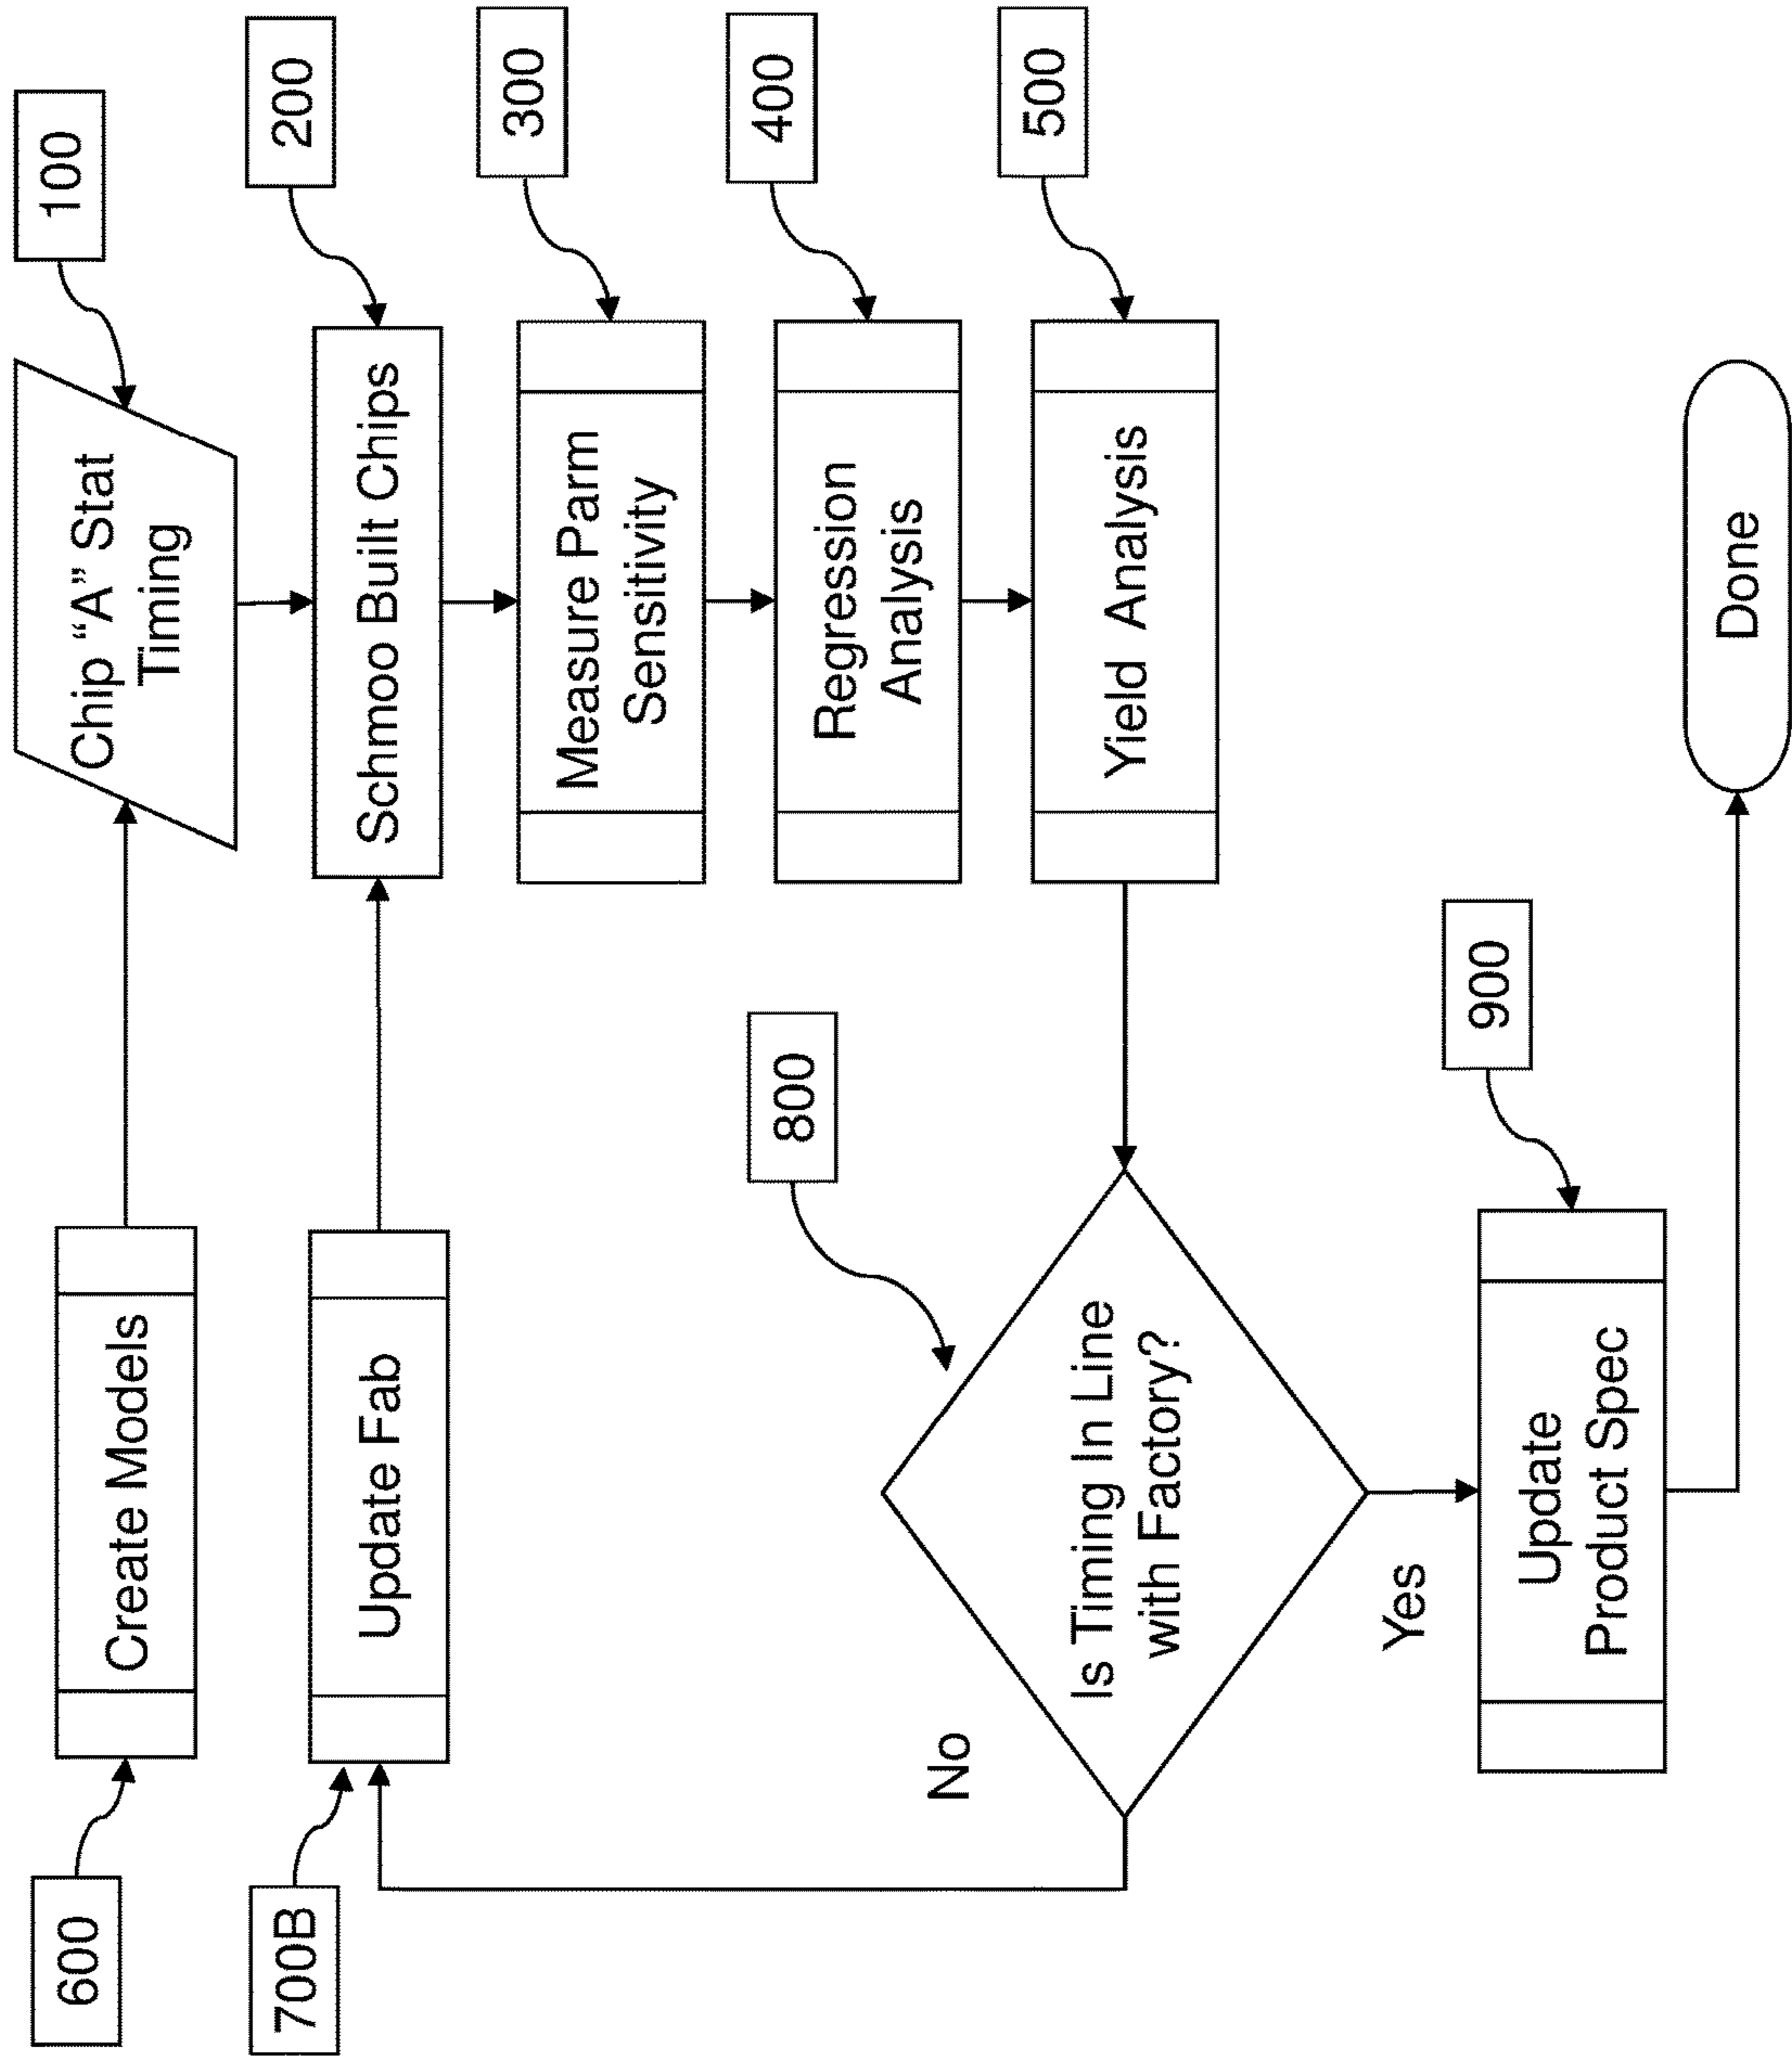 600
Create Models
Chip “A” Stat
Timing
100
700B
Update Fab
Schmoo Built Chips
200
Measure Parm
Sensitivity
300
Regression
Analysis
400
Yield Analysis
500
800
Is Timing In Line
with Factory?
No
Yes
Update
Product Spec
900
Done